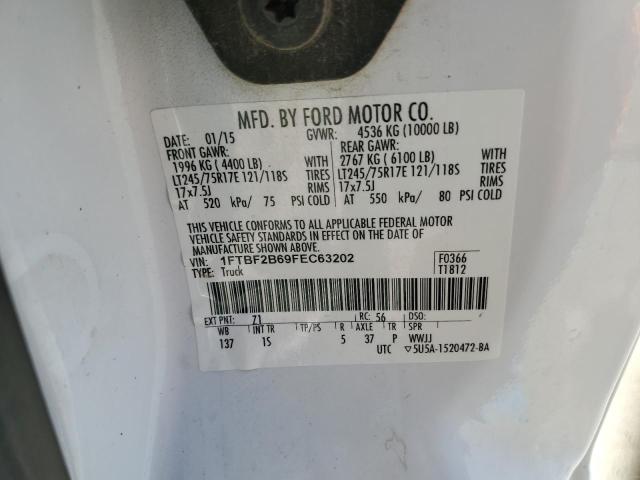 MFD. BY FORD MOTOR CO.
DATE: 01/15 GVWR: 4536 KG (10000 LB)
FRONT GAWR: REAR GAWR:
1996 KG ( 4400 LB) WITH 2767 KG ( 6100 LB) WITH
LT245/75R17E 121/118S TIRES LT245/75R17E 121/118S TIRES
17x7.5J RIMS 17x7.5J RIMS
AT 520 kPa/ 75 PSI COLD AT 550 kPa/ 80 PSI COLD
THIS VEHICLE CONFORMS TO ALL APPLICABLE FEDERAL MOTOR
VEHICLE SAFETY STANDARDS IN EFFECT ON THE DATE OF
MANUFACTURE SHOWN ABOVE.
VIN: 1FTBF2B69FEC63202 F0366
TYPE: Truck T1812
EXT PNT: Z1 RC: 56 DSO:
WB INT TR TP/PS R AXLE TR SPR
137 1S 5 37 P WWJJ
UTC 5U5A-1520472-BA